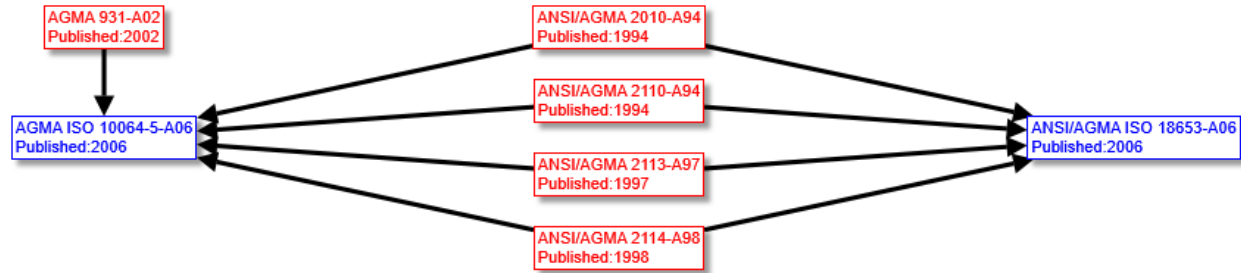 AGMA 931-A02
Published:2002
ANSI/AGMA 2010-A94
Published:1994
ANSI/AGMA 2110-A94
Published:1994
AGMA ISO 10064-5-A06
Published:2006
ANSI/AGMA ISO 18653-A06
Published:2006
ANSI/AGMA 2113-A97
Published:1997
ANSI/AGMA 2114-A98
Published:1998